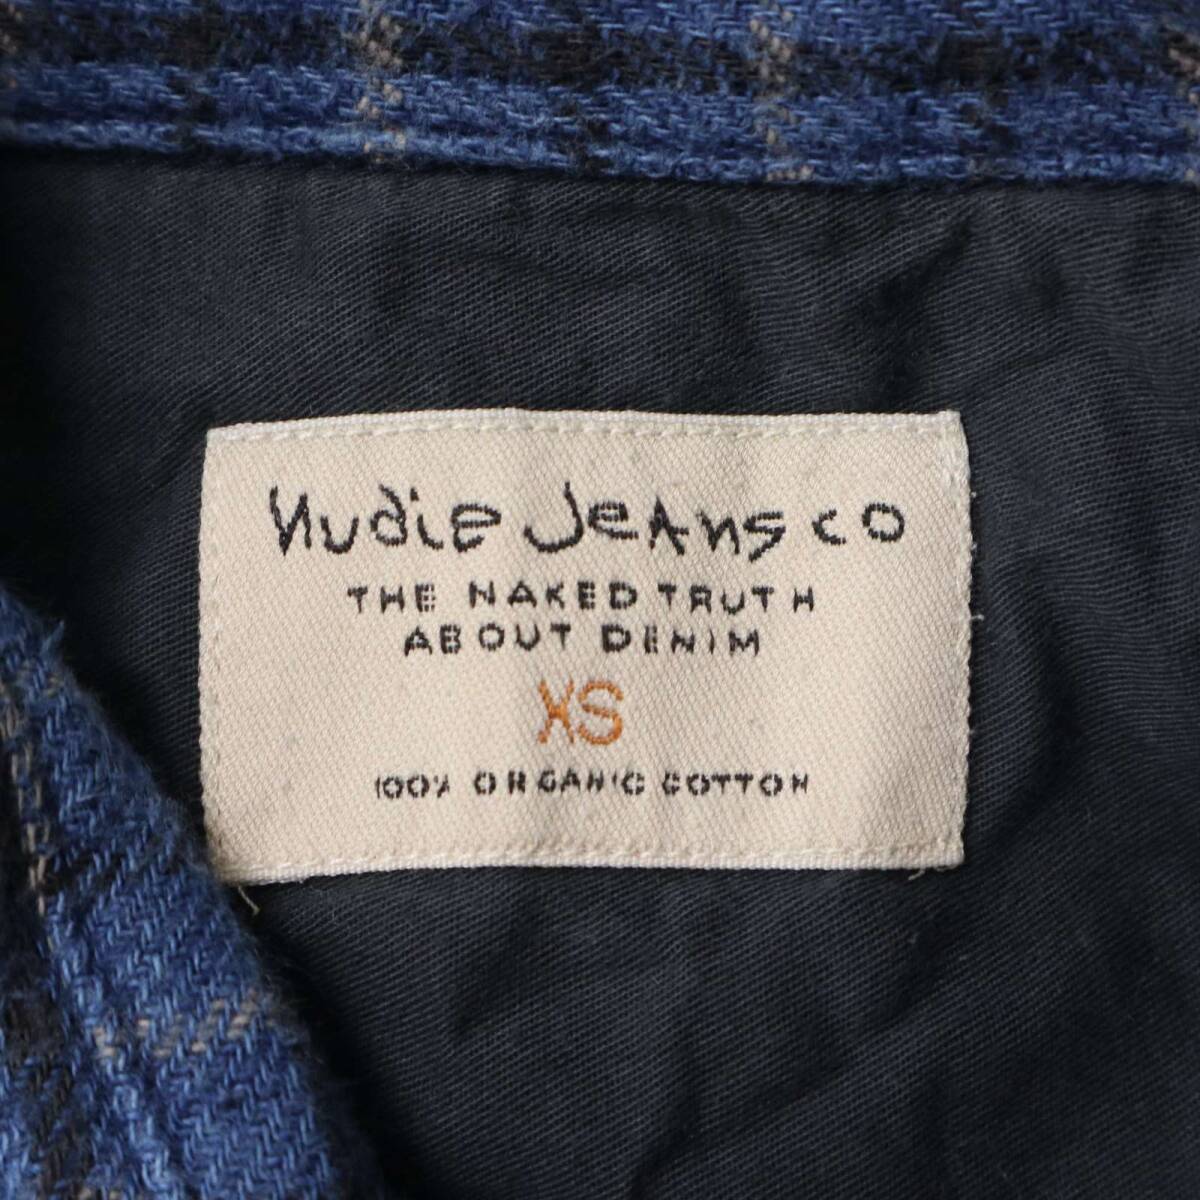 Nudie Jeans co
THE NAKED TRUTH
ABOUT DENIM
XS
100% ORGANIC COTTON